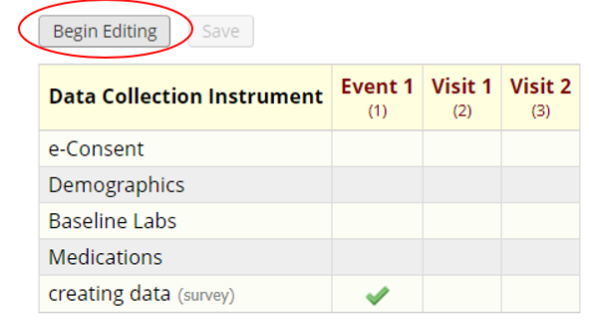 Begin Editing Save
Data Collection Instrument Event 1 Visit 1 Visit 2
(1) (2) (3)
e-Consent
Demographics
Baseline Labs
Medications
creating data (survey)